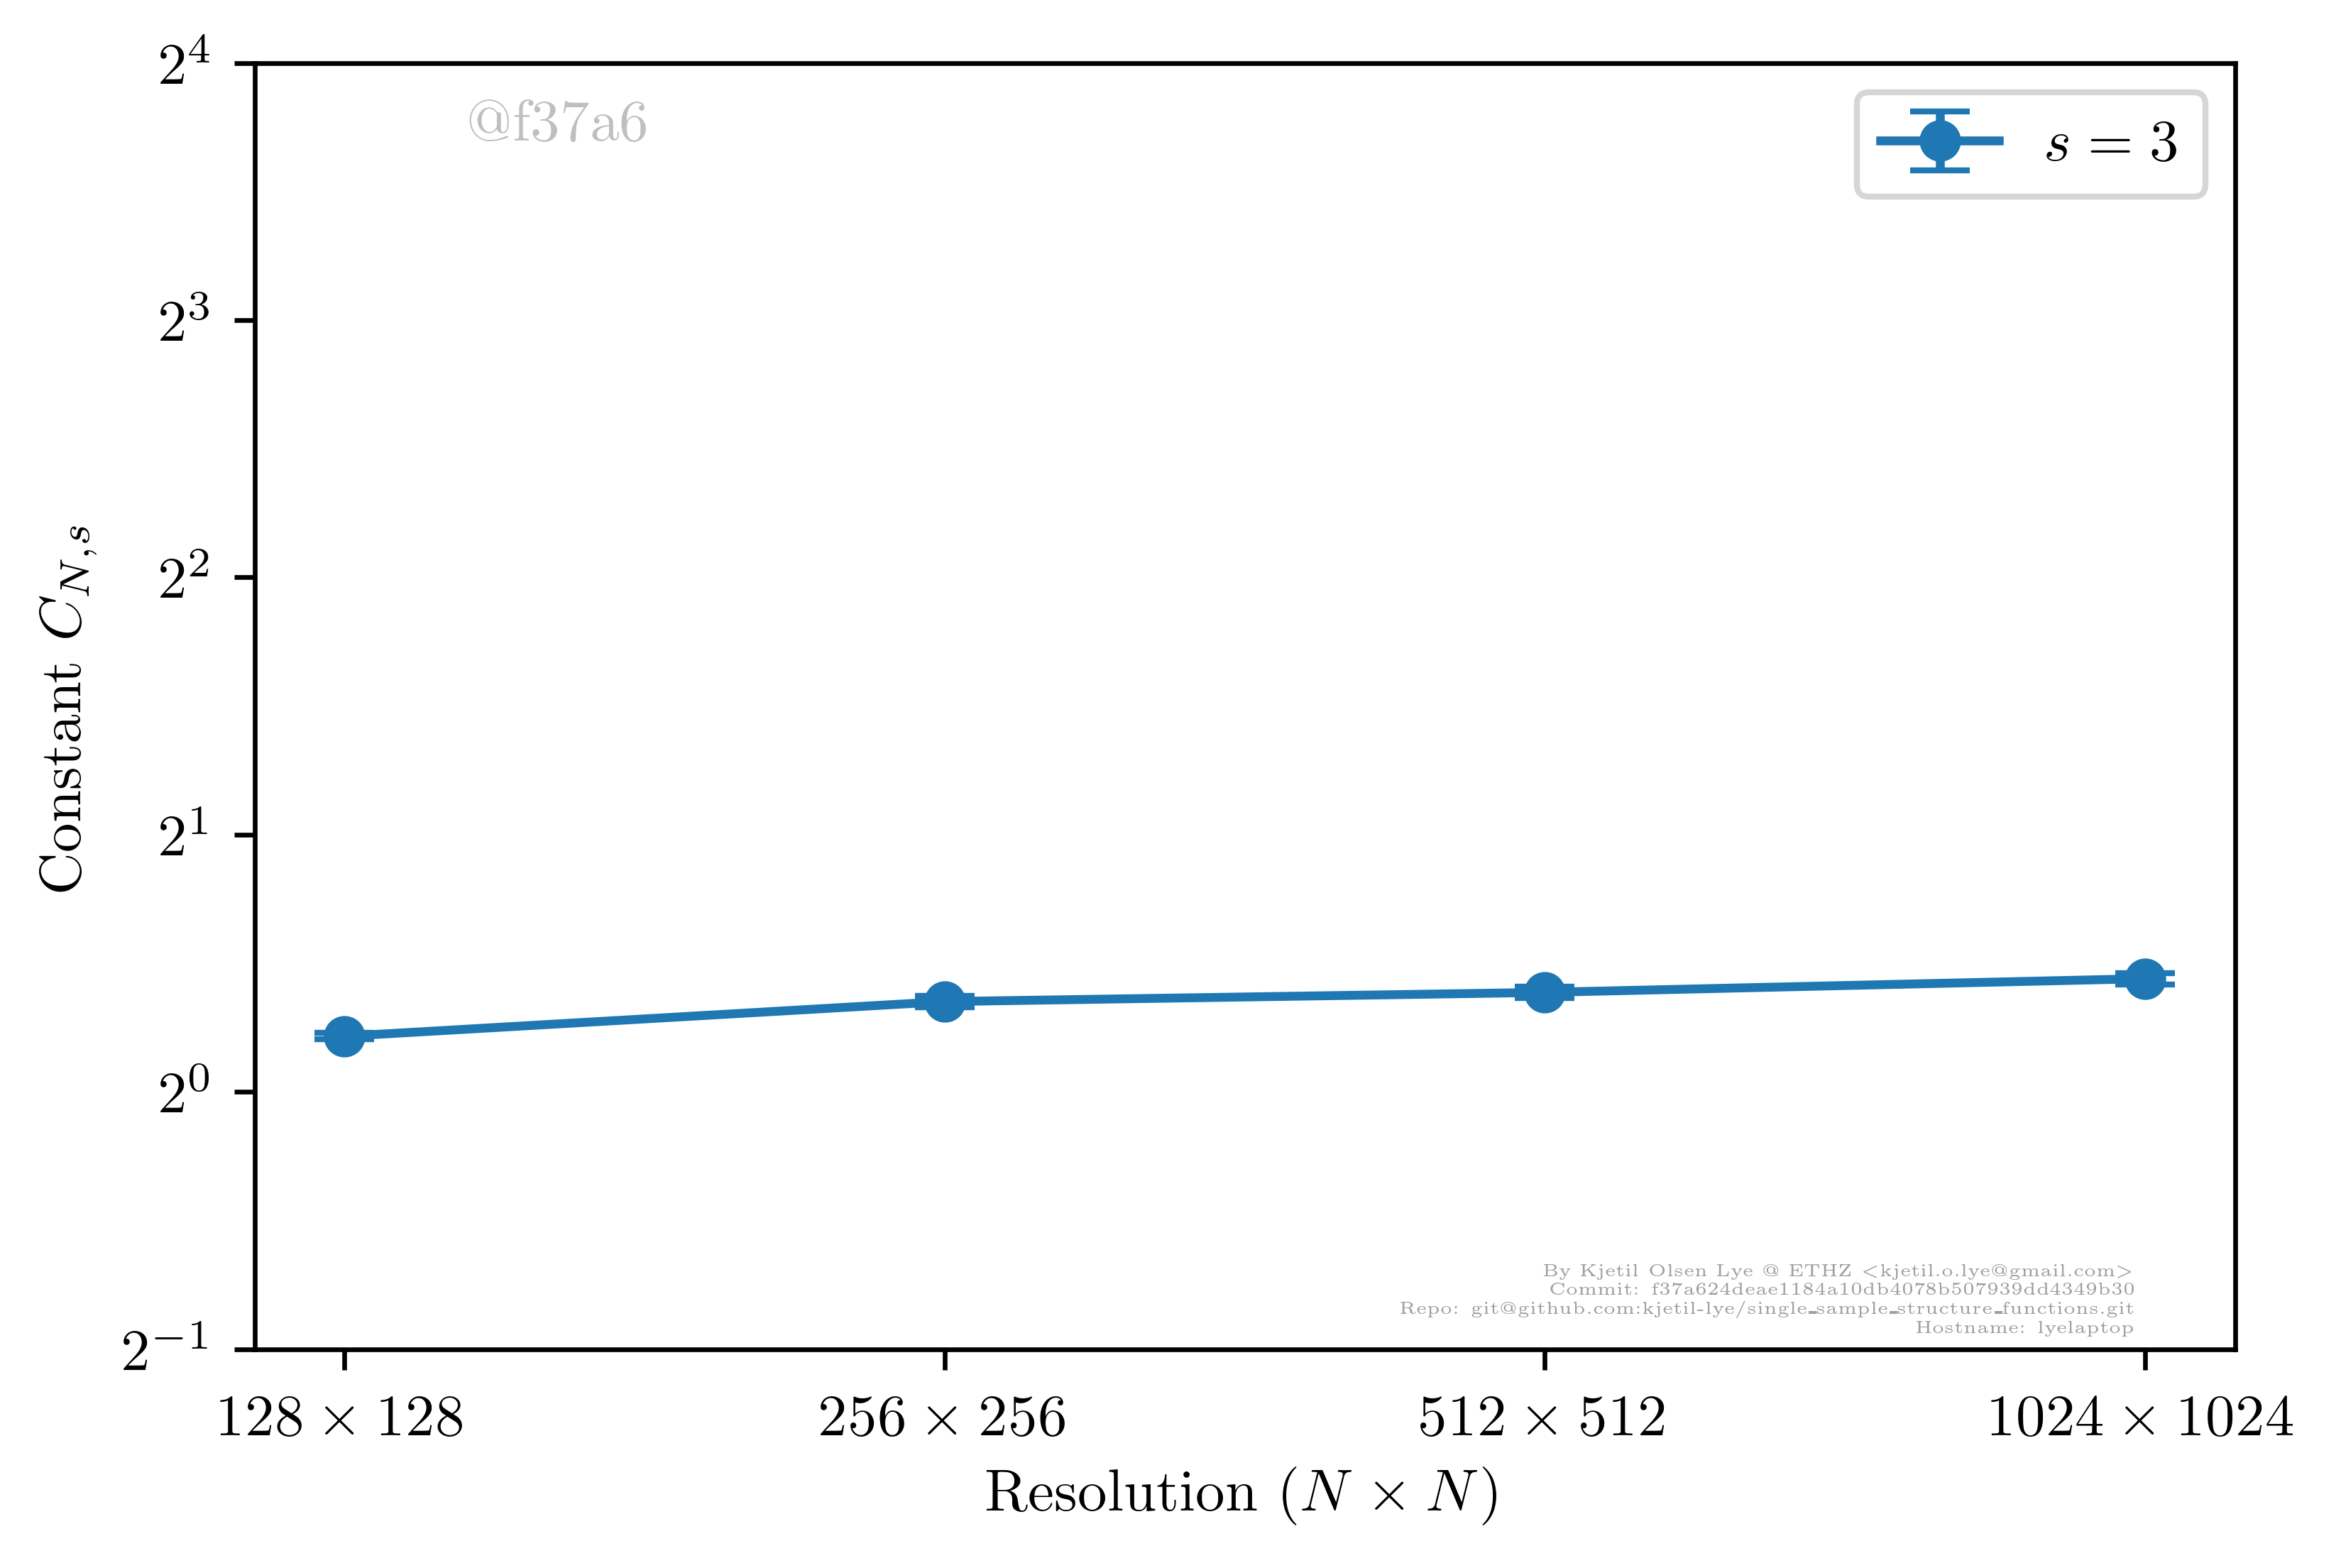 2^4
@f37a6
s = 3
2^3
2^2
2^1
2^0
2^{-1}
Constant C_{N,s}
By Kjetil Olsen Lye @ ETHZ <kjetil.o.lye@gmail.com>
Commit: f37a624deae1184a10db4078b507939dd4349b30
Repo: git@github.com:kjetil-lye/single_sample_structure_functions.git
Hostname: lyelaptop
128 × 128
256 × 256
512 × 512
1024 × 1024
Resolution (N × N)